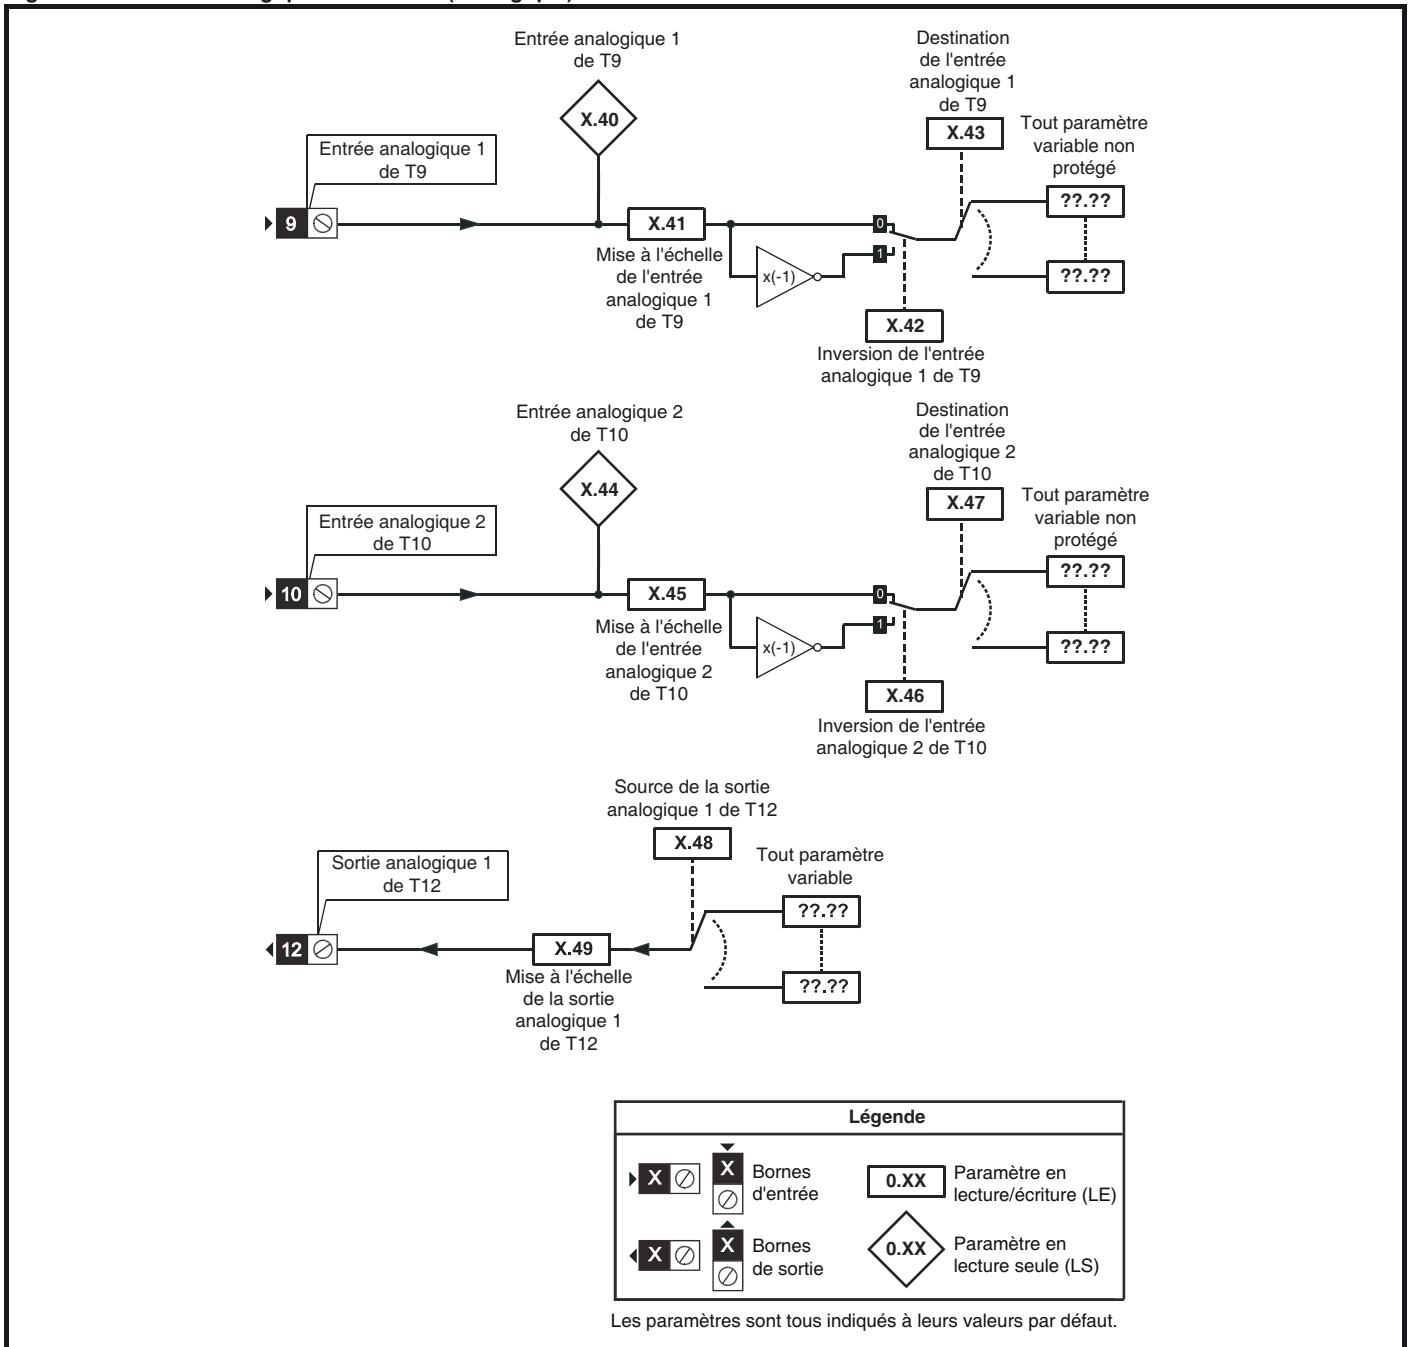 Entrée analogique 1
de T9
X.40
Entrée analogique 1
de T9
9
X.41
Mise à l'échelle
de l'entrée
analogique 1
de T9
x(-1)
0
1
X.42
Inversion de l'entrée
analogique 1 de T9
Destination
de l'entrée
analogique 1
de T9
X.43
Tout paramètre
variable non
protégé
??.??
??.??
Entrée analogique 2
de T10
X.44
Entrée analogique 2
de T10
10
X.45
Mise à l'échelle
de l'entrée
analogique 2
de T10
x(-1)
0
1
X.46
Inversion de l'entrée
analogique 2 de T10
Destination
de l'entrée
analogique 2
de T10
X.47
Tout paramètre
variable non
protégé
??.??
??.??
Source de la sortie
analogique 1 de T12
X.48
Tout paramètre
variable
??.??
??.??
Sortie analogique 1
de T12
12
X.49
Mise à l'échelle
de la sortie
analogique 1
de T12
Légende
X
X
Bornes
d'entrée
0.XX
Paramètre en
lecture/écriture (LE)
X
X
Bornes
de sortie
0.XX
Paramètre en
lecture seule (LS)
Les paramètres sont tous indiqués à leurs valeurs par défaut.